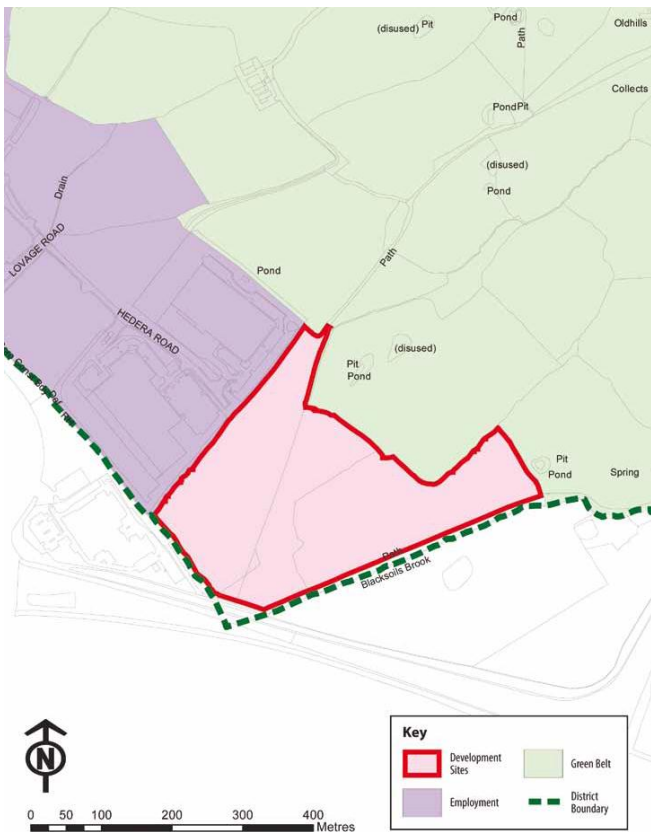 Pond
(disused) Pit
Path
Oldhills
Collects
PondPit
(disused)
Pond
Drain
LOVAGE ROAD
Path
Pond
HEDERA ROAD
(disused)
Pit
Pond
Def
Pit
Pond
Spring
Path
Blacksoils Brook
N
0 50 100 200 300 400
Metres
Key
Development
Sites
Green Belt
Employment
District
Boundary